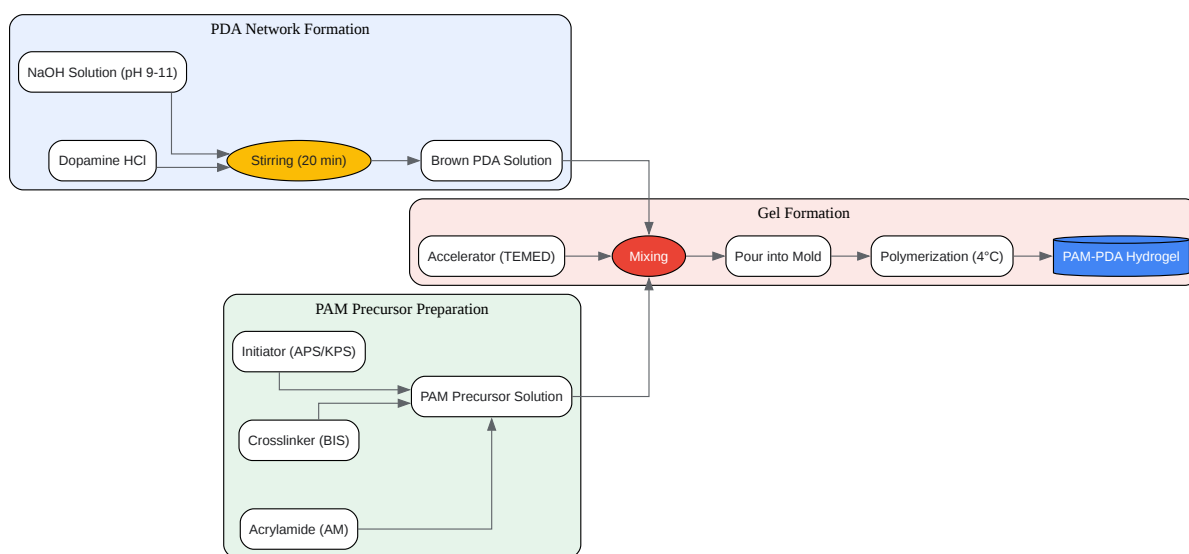 PDA Network Formation
NaOH Solution (pH 9-11)
Dopamine HCl
Stirring (20 min)
Brown PDA Solution
Gel Formation
Accelerator (TEMED)
Mixing
Pour into Mold
Polymerization (4°C)
PAM-PDA Hydrogel
PAM Precursor Preparation
Initiator (APS/KPS)
PAM Precursor Solution
Crosslinker (BIS)
Acrylamide (AM)